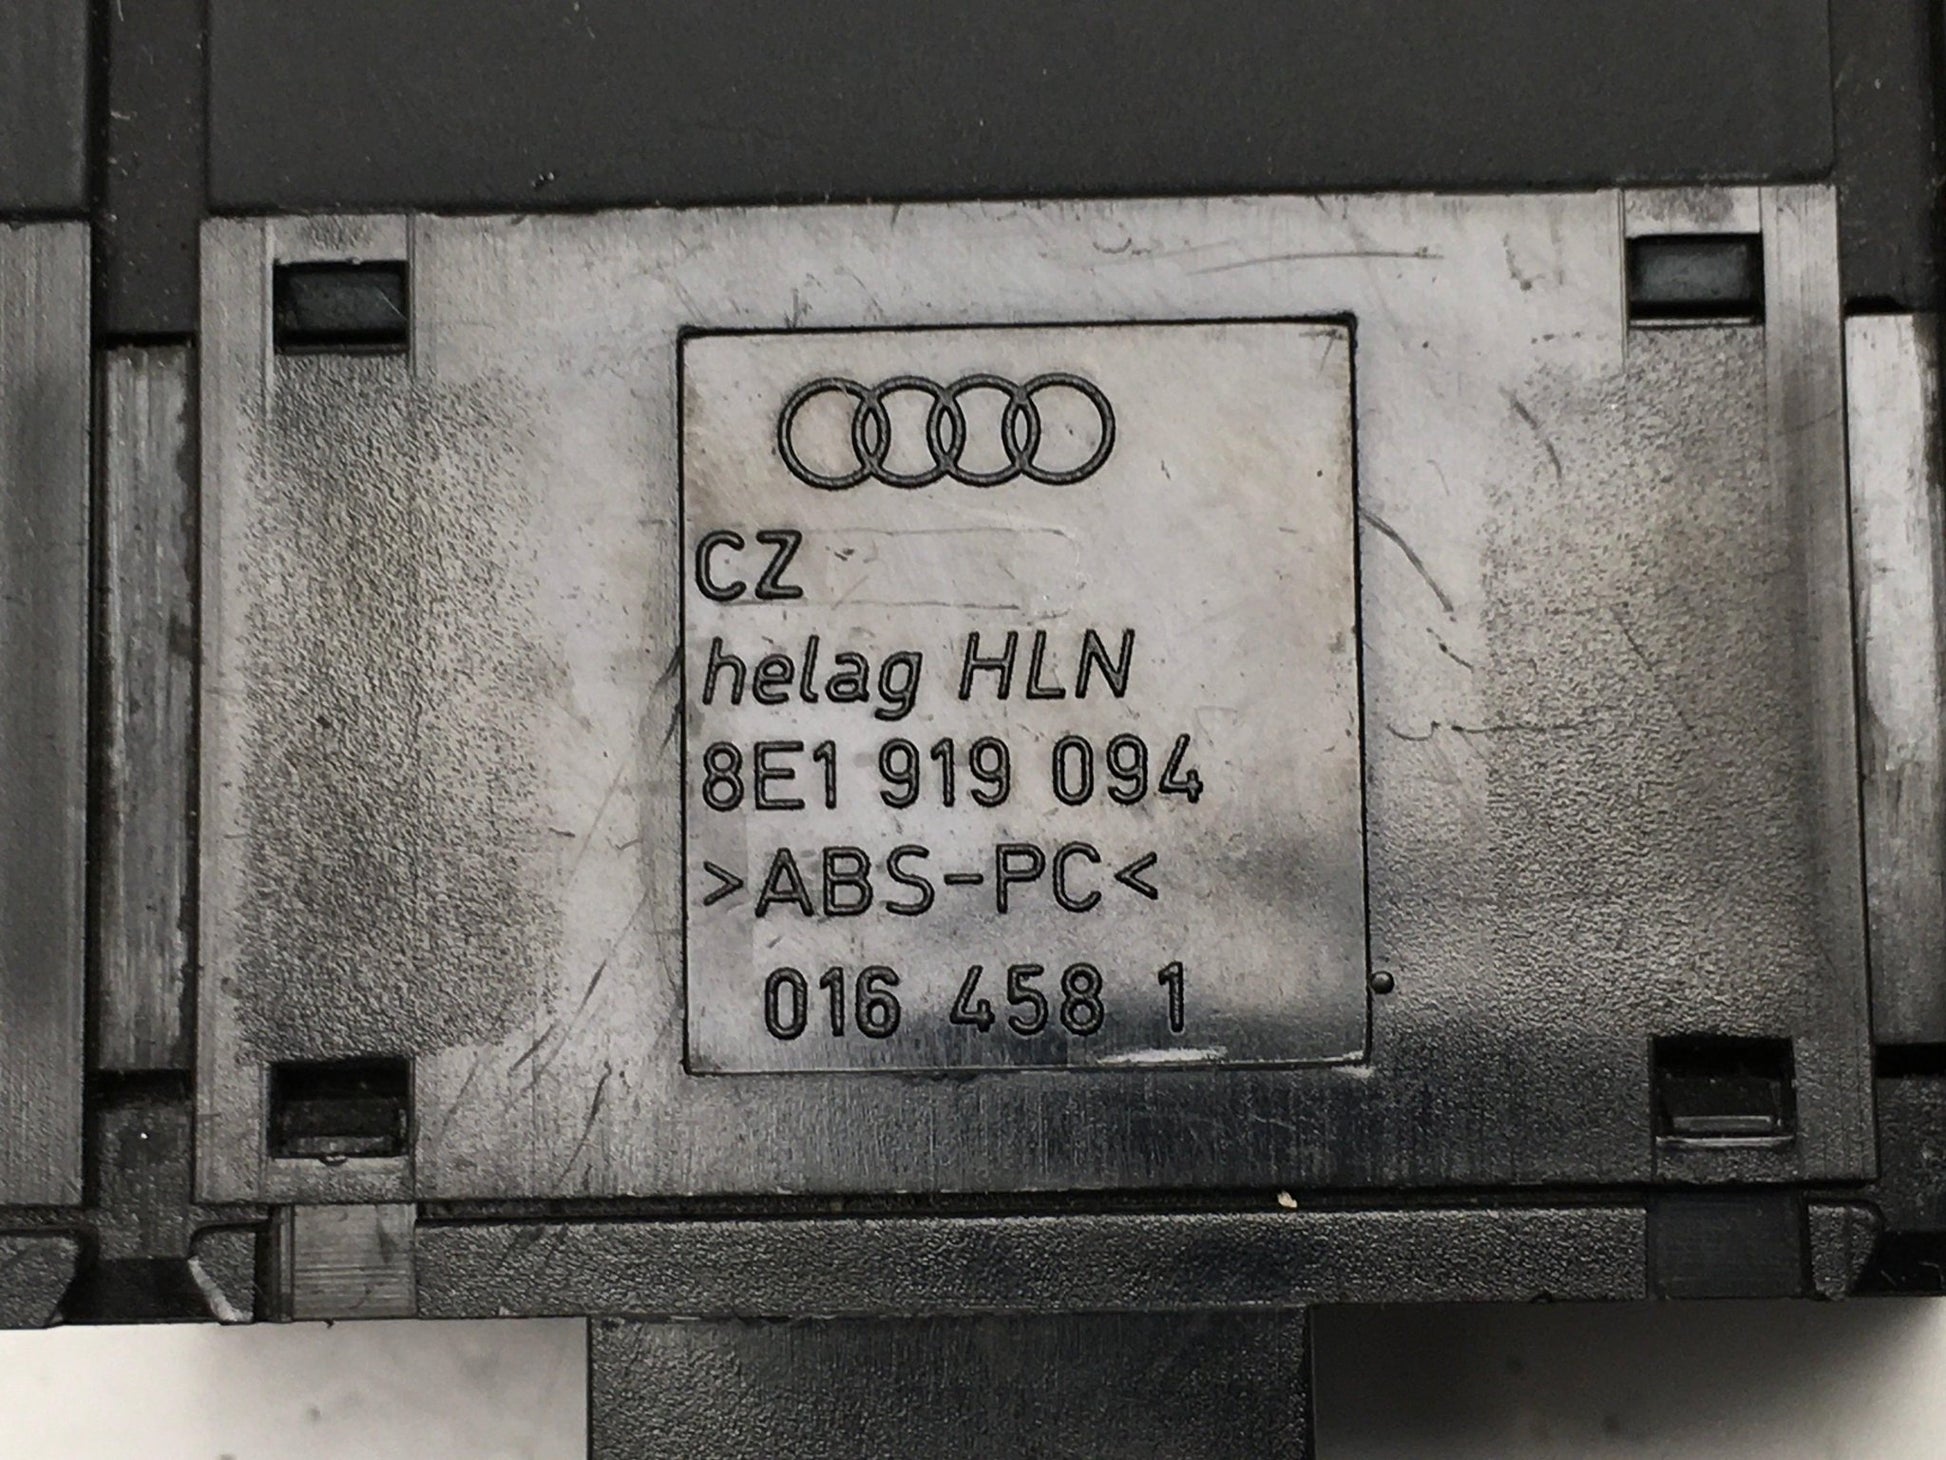 CZ
helag HLN
8E1 919 094
>ABS-PC<
016 458 1